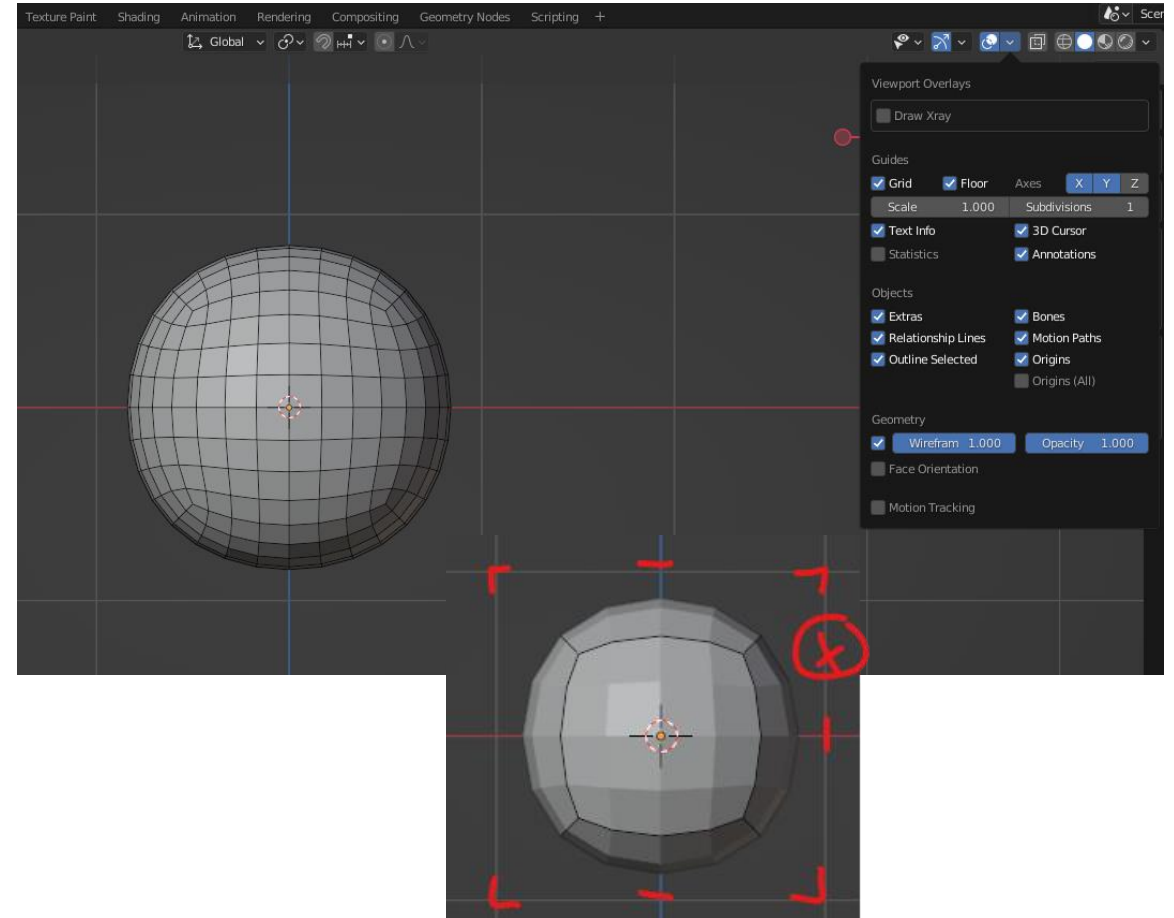 Texture Paint Shading Animation Rendering Compositing Geometry Nodes Scripting + Scer
Global
Viewport Overlays
Draw Xray
Guides
Grid Floor Axes X Y Z
Scale 1.000 Subdivisions 1
Text Info 3D Cursor
Statistics Annotations
Objects
Extras Bones
Relationship Lines Motion Paths
Outline Selected Origins
Origins (All)
Geometry
Wirefram 1.000 Opacity 1.000
Face Orientation
Motion Tracking
X